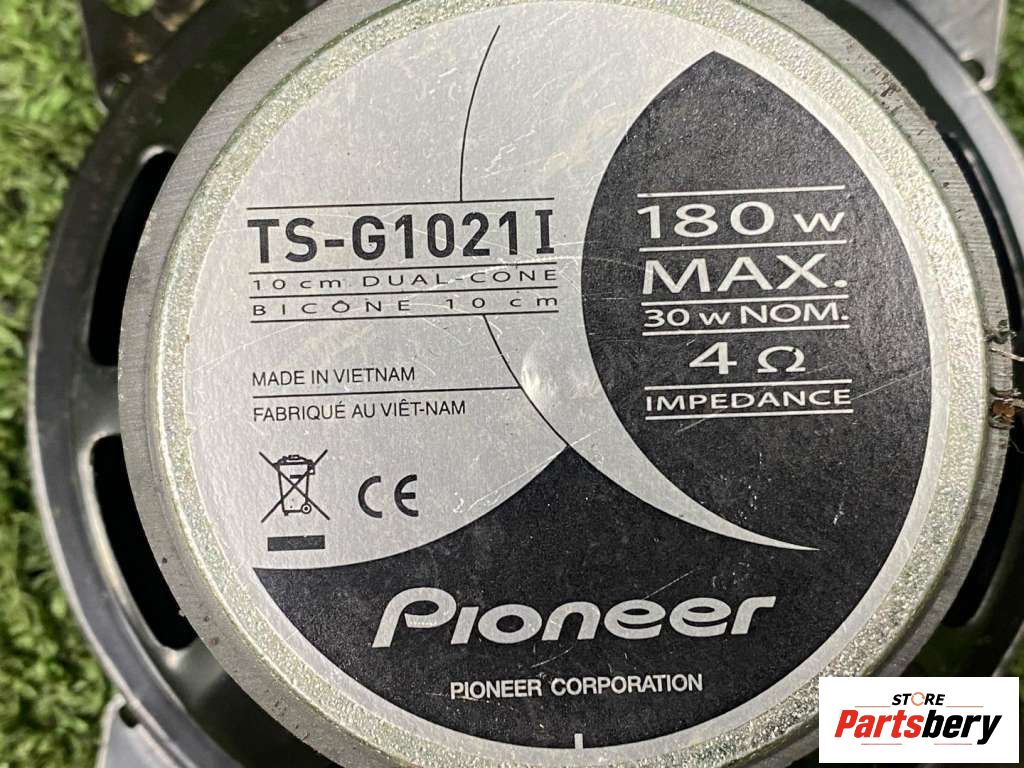 TS-G1021I
10 cm DUAL-CONE
BICÔNE 10 cm
MADE IN VIETNAM
FABRIQUÉ AU VIÊT-NAM
CE
180 W
MAX.
30 W NOM.
4 Ω
IMPEDANCE
Pioneer
PIONEER CORPORATION
STORE
Partsbery